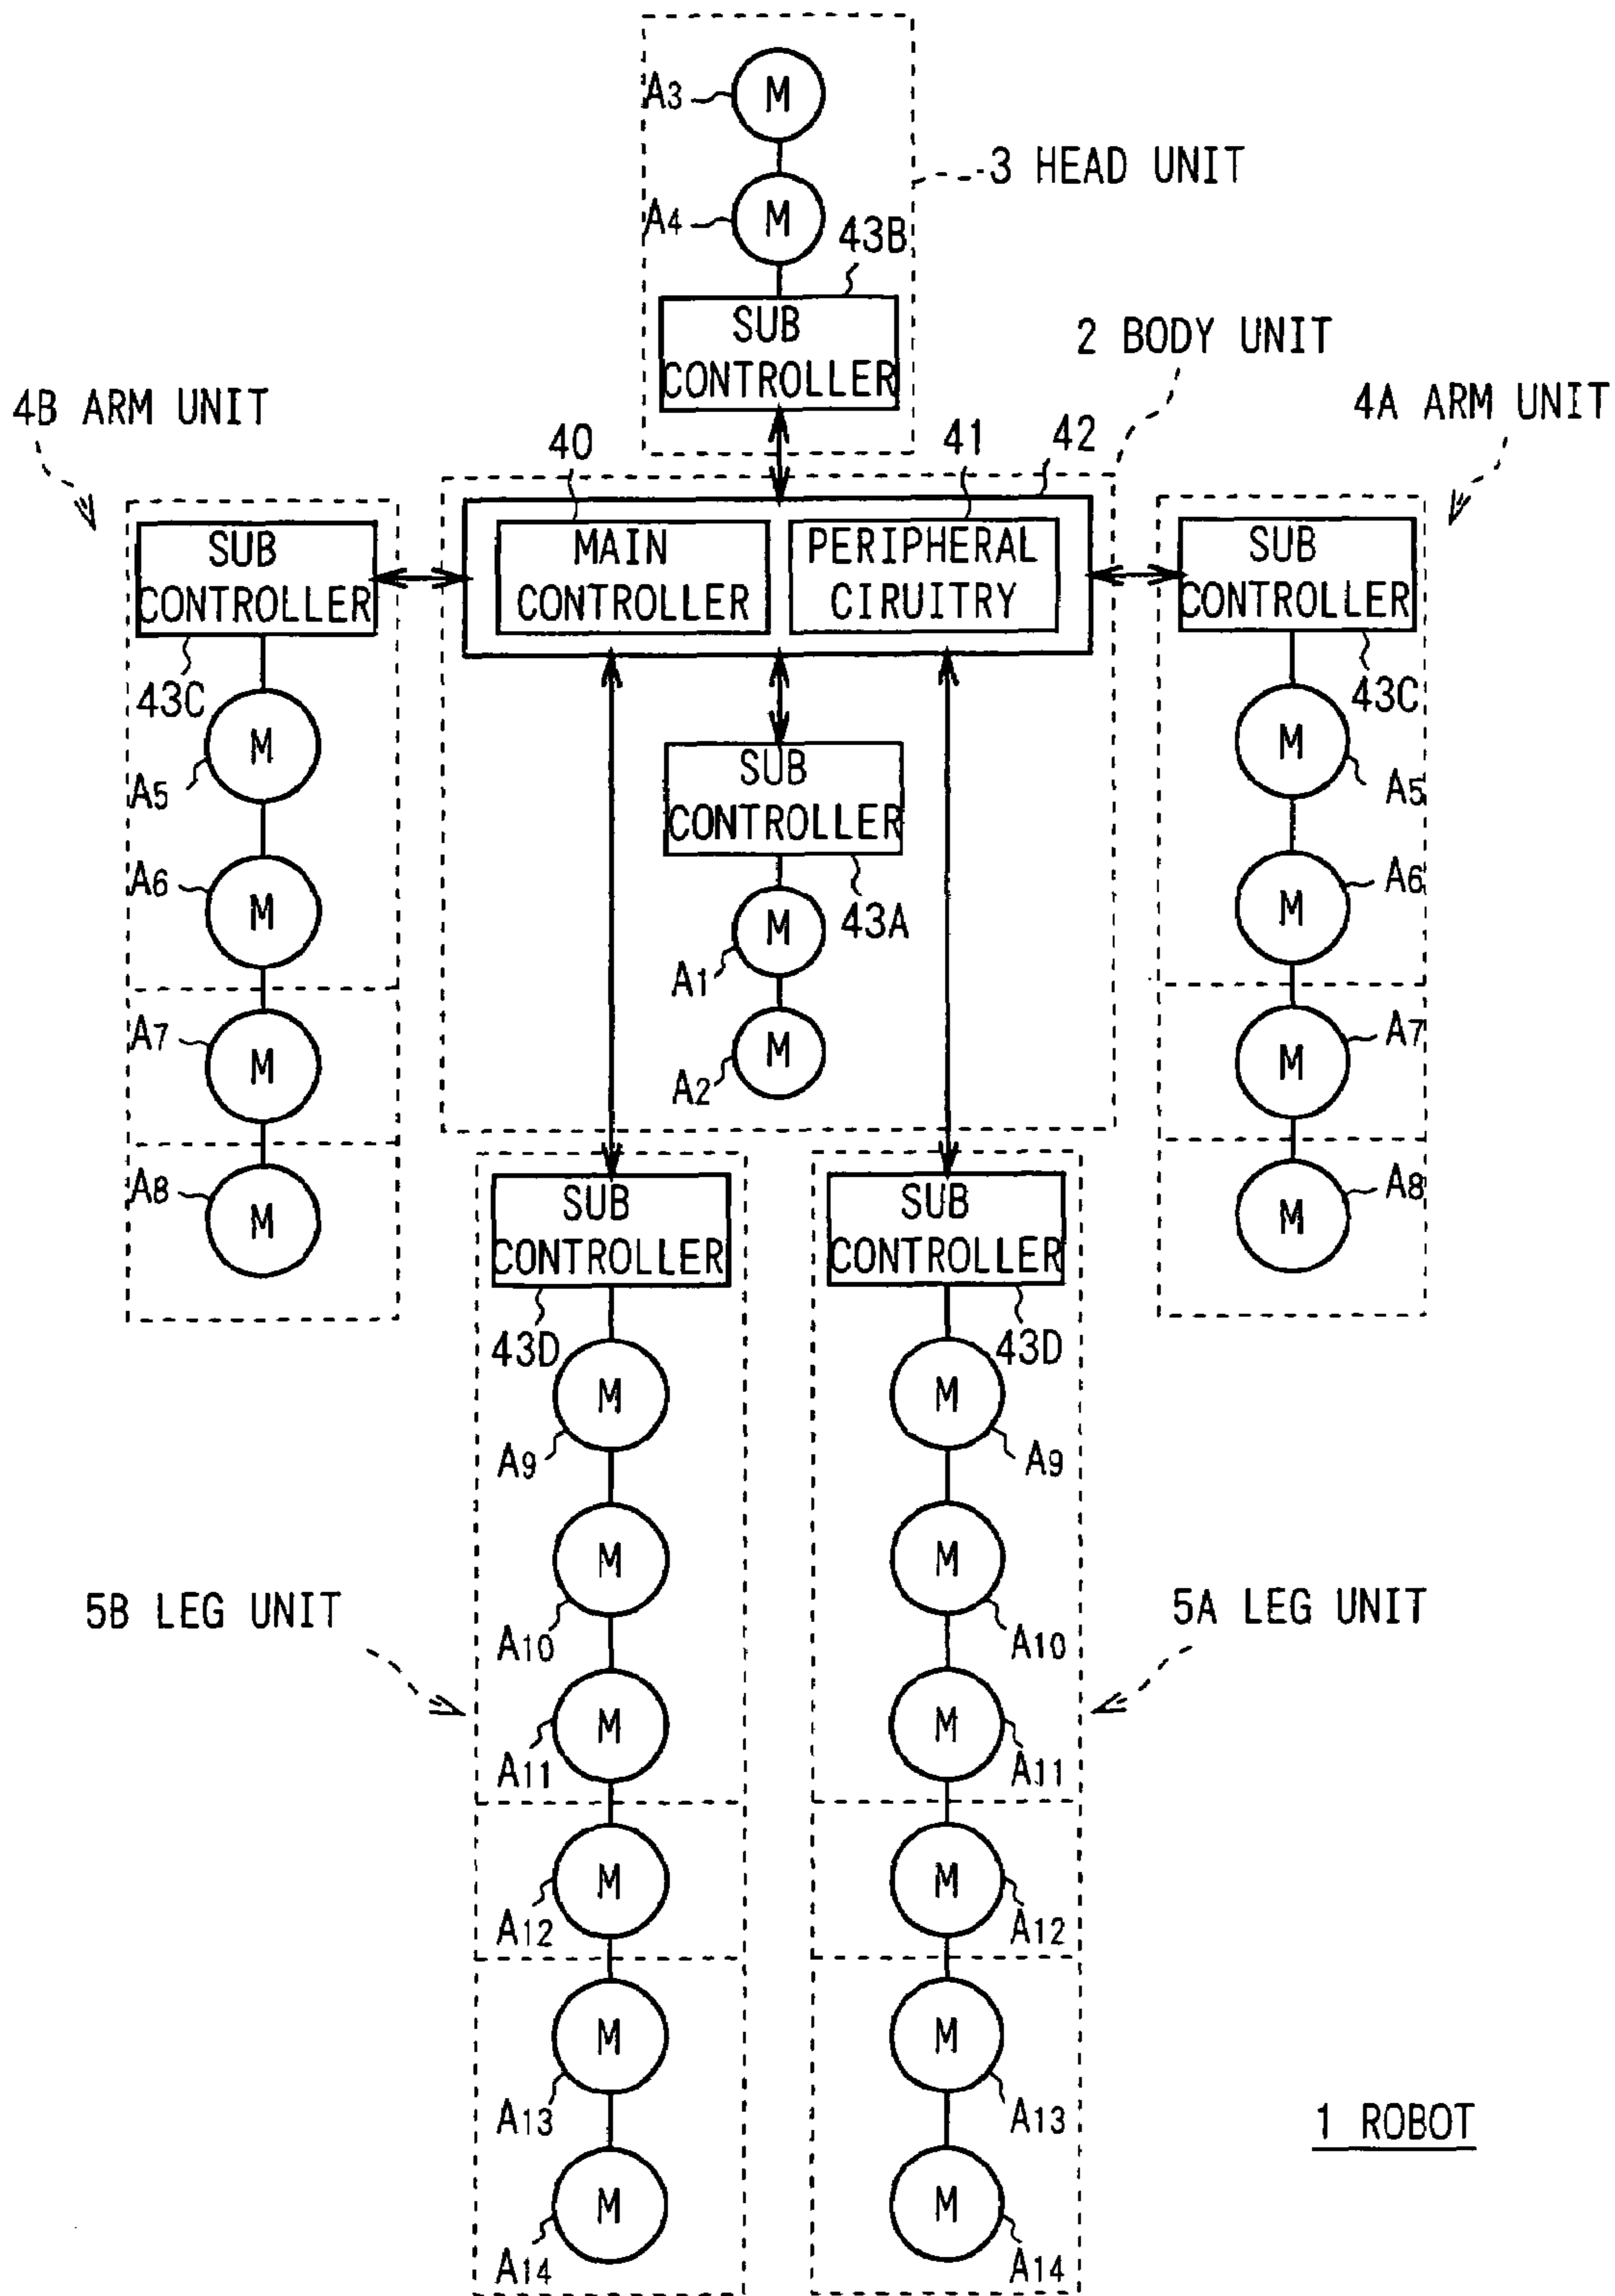 A3
M
3 HEAD UNIT
A4
M
43B
SUB
CONTROLLER
2 BODY UNIT
4B ARM UNIT
4A ARM UNIT
40
41
42
SUB
CONTROLLER
MAIN
CONTROLLER
PERIPHERAL
CIRUITRY
SUB
CONTROLLER
43C
43C
M
A5
M
A5
SUB
CONTROLLER
43A
A6
M
A6
M
M
A1
M
A2
A7
M
A7
M
A8
M
A8
M
SUB
CONTROLLER
SUB
CONTROLLER
43D
43D
M
A9
M
A9
M
A10
M
A10
5B LEG UNIT
5A LEG UNIT
M
A11
M
A11
M
A12
M
A12
M
A13
M
A13
M
A14
M
A14
1 ROBOT